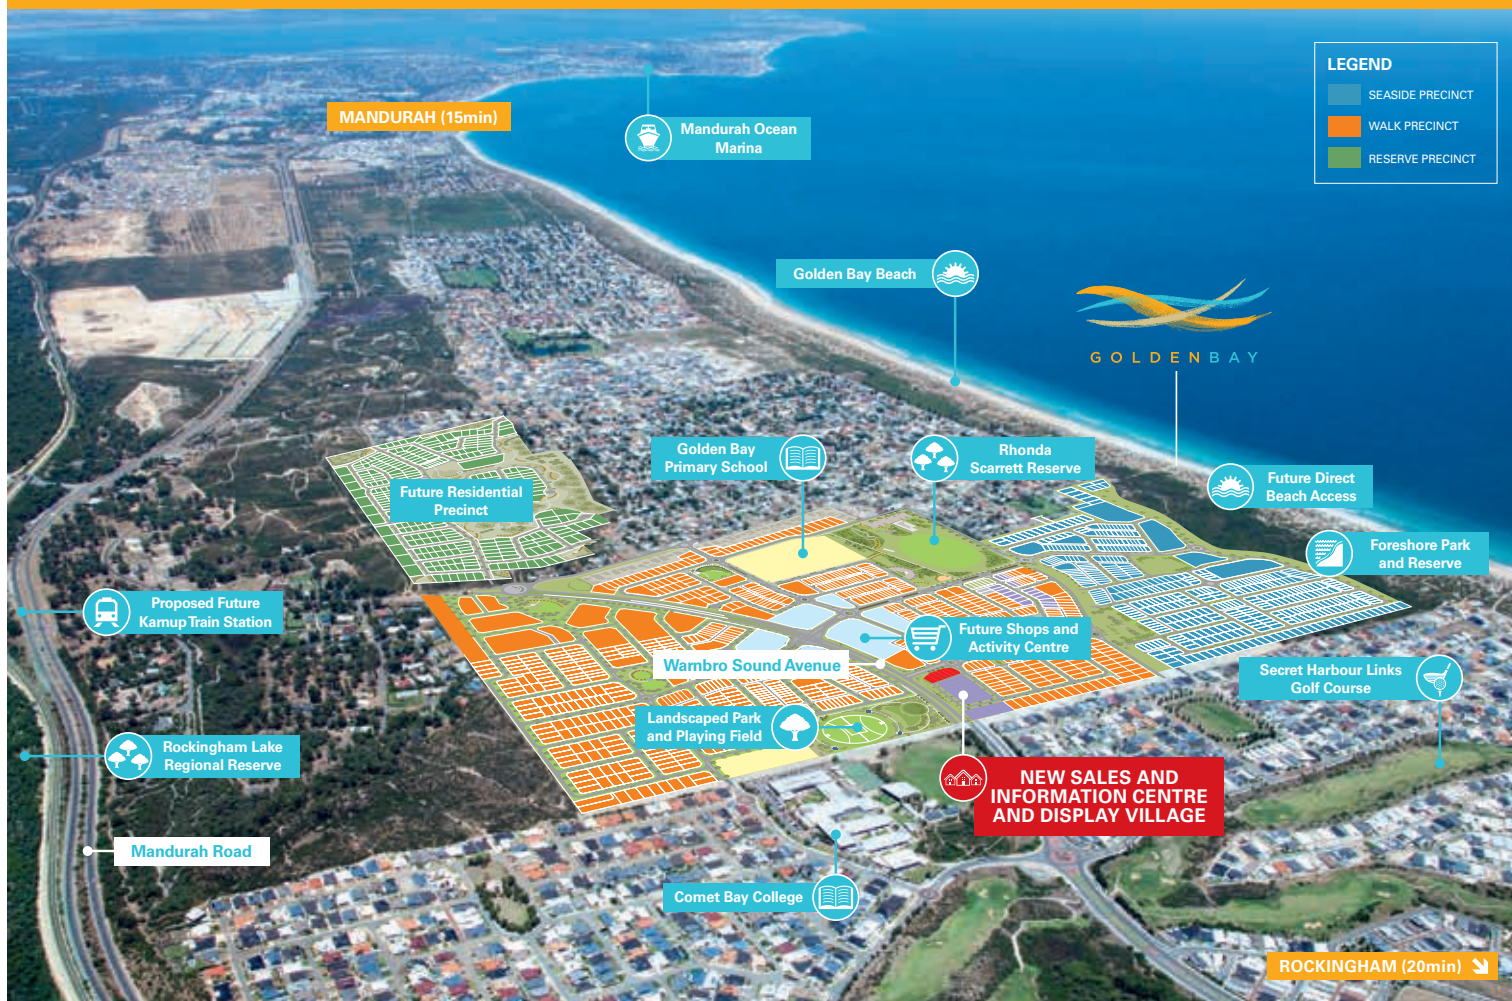 LEGEND
SEASIDE PRECINCT
WALK PRECINCT
RESERVE PRECINCT
MANDURAH (15min)
Mandurah Ocean
Marina
Golden Bay Beach
GOLDENBAY
Golden Bay
Primary School
Rhonda
Scarrett Reserve
Future Direct
Beach Access
Future Residential
Precinct
Foreshore Park
and Reserve
Proposed Future
Karnup Train Station
Future Shops and
Activity Centre
Warnbro Sound Avenue
Secret Harbour Links
Golf Course
Landscaped Park
and Playing Field
Rockingham Lake
Regional Reserve
NEW SALES AND
INFORMATION CENTRE
AND DISPLAY VILLAGE
Mandurah Road
Comet Bay College
ROCKINGHAM (20min)